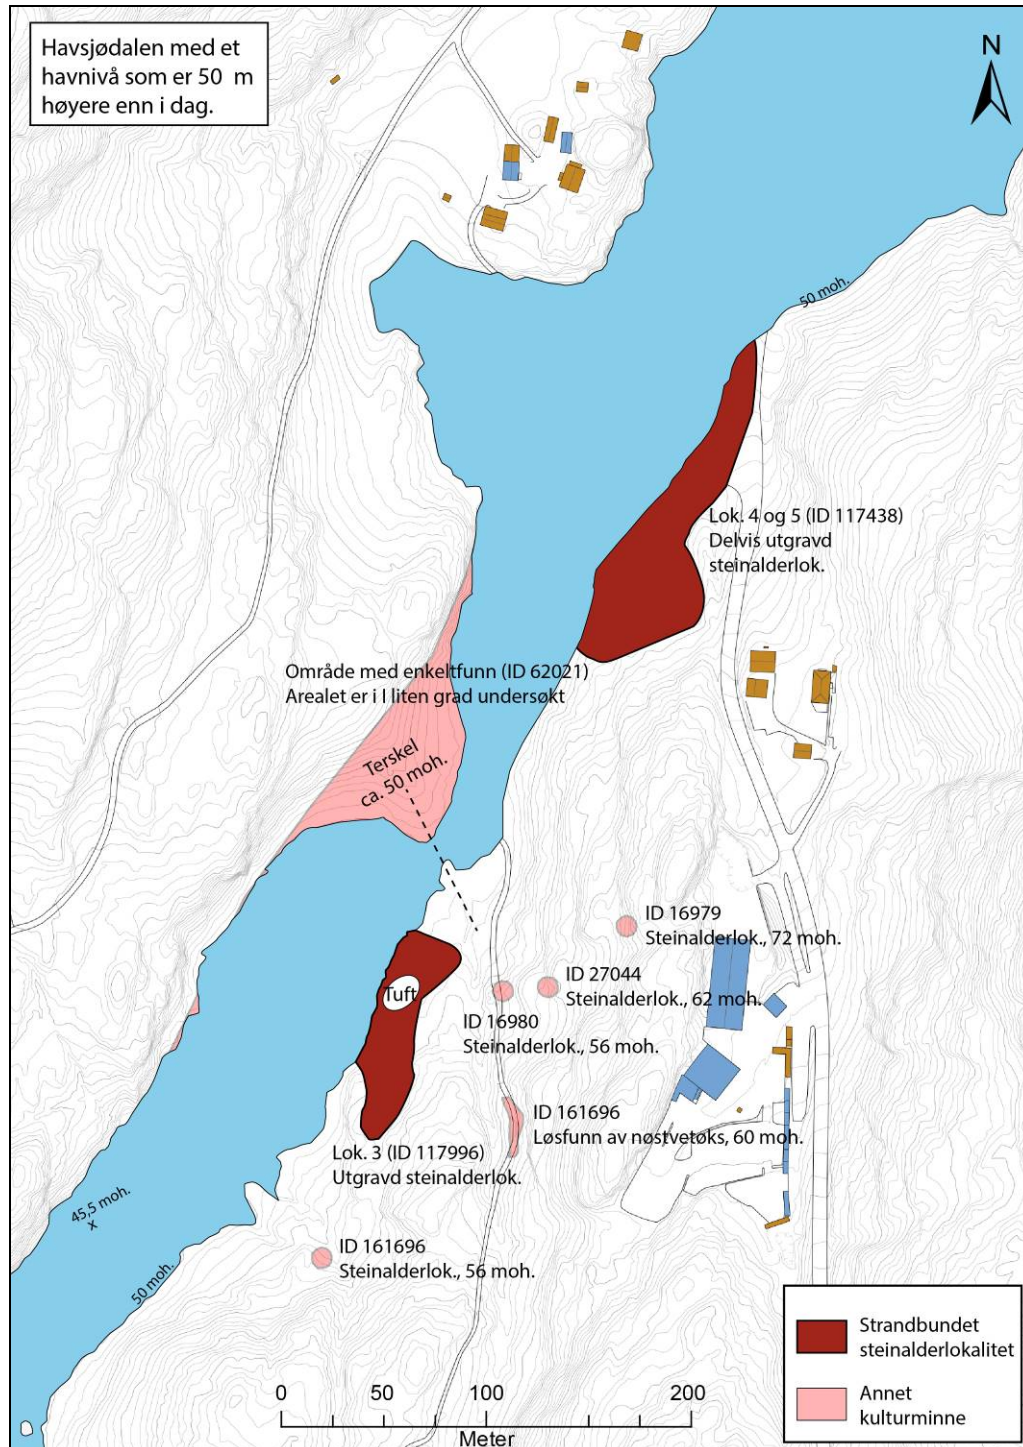 Havsjødalen med et
havnivå som er 50 m
høyere enn i dag.
N
50 moh.
Lok. 4 og 5 (ID 117438)
Delvis utgravd
steinalderlok.
Område med enkeltfunn (ID 62021)
Arealet er i I liten grad undersøkt
Terskel
ca. 50 moh.
ID 16979
Steinalderlok., 72 moh.
ID 27044
Steinalderlok., 62 moh.
Tuft
ID 16980
Steinalderlok., 56 moh.
ID 161696
Løsfunn av nøstvetøks, 60 moh.
Lok. 3 (ID 117996)
Utgravd steinalderlok.
45,5 moh.
x
ID 161696
Steinalderlok., 56 moh.
50 moh.
Strandbundet
steinalderlokalitet
Annet
kulturminne
0 50 100 200
Meter